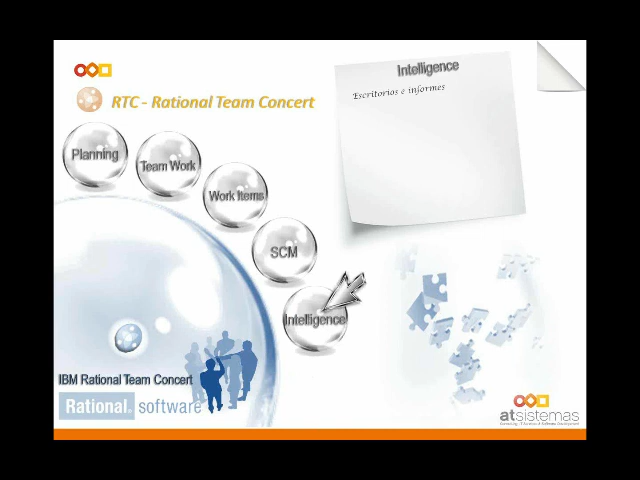 RTC - Rational Team Concert
Intelligence
Escritorios e informes
Planning
Team Work
Work Items
SCM
Intelligence
IBM Rational Team Concert
Rational. software
atsistemas